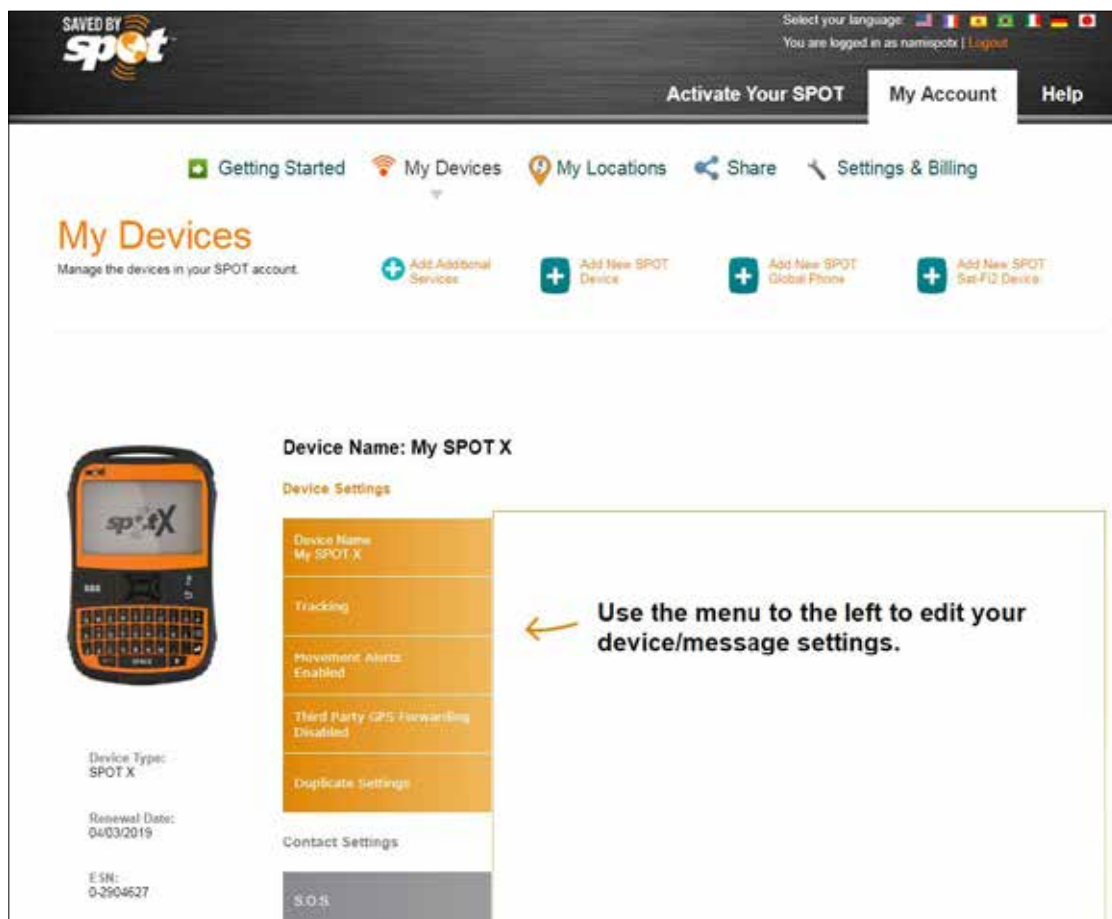 SAVED BY
spot
Select your language:
You are logged in as namispotx | Logout
Activate Your SPOT
My Account
Help
Getting Started
My Devices
My Locations
Share
Settings & Billing
My Devices
Manage the devices in your SPOT account.
Add Additional
Services
Add New SPOT
Device
Add New SPOT
Global Phone
Add New SPOT
Sat-Fi2 Device
Device Name: My SPOT X
Device Settings
spot X
SOS
SPACE
Device Name
My SPOT X
Tracking
Movement Alerts
Enabled
Third Party GPS Forwarding
Disabled
Duplicate Settings
Use the menu to the left to edit your
device/message settings.
Device Type:
SPOT X
Renewal Date:
04/03/2019
ESN:
0-2904627
Contact Settings
S.O.S